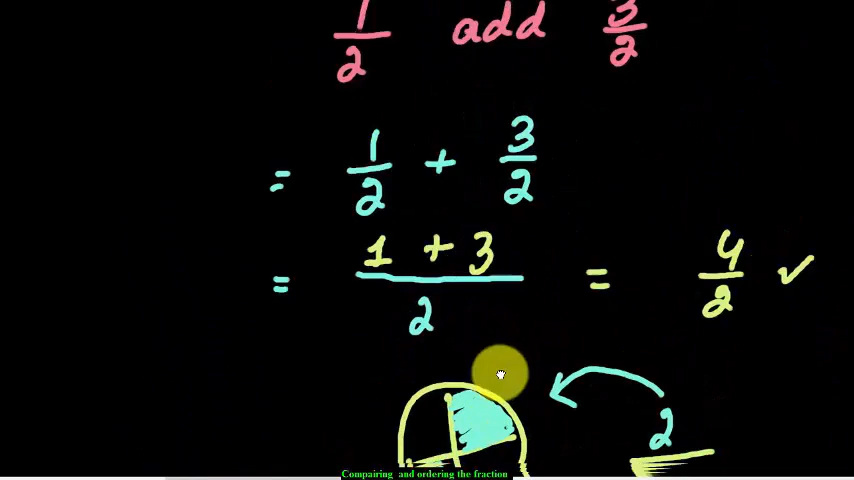 1/2 add 3/2
= 1/2 + 3/2
= 1 + 3/2 = 4/2 ✓
2
Compairing and ordering the fraction